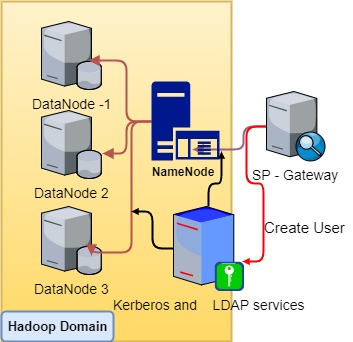 DataNode -1
NameNode
SP - Gateway
DataNode 2
Create User
DataNode 3
Kerberos and LDAP services
Hadoop Domain